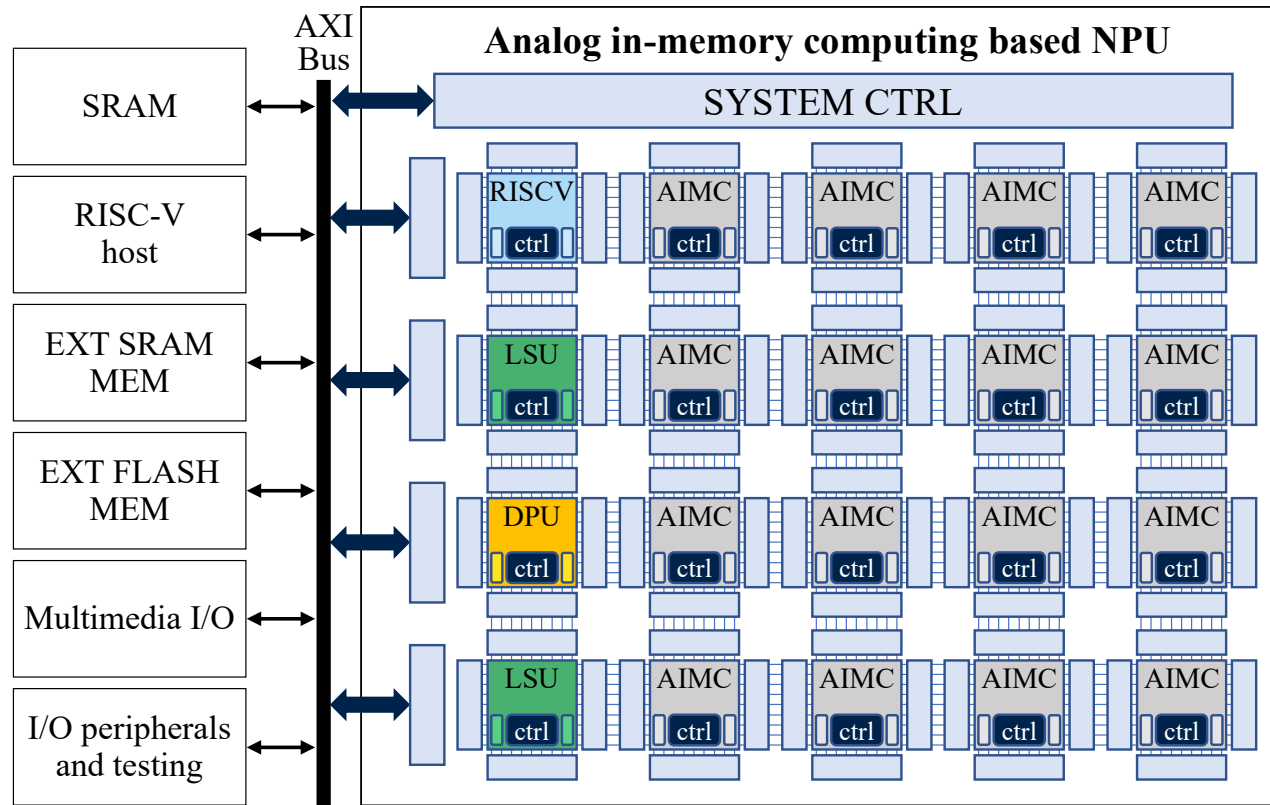 AXI
Bus
Analog in-memory computing based NPU
SRAM
SYSTEM CTRL
RISC-V
host
RISCV
AIMC
AIMC
AIMC
AIMC
ctrl
ctrl
ctrl
ctrl
ctrl
EXT SRAM
MEM
LSU
AIMC
AIMC
AIMC
AIMC
ctrl
ctrl
ctrl
ctrl
ctrl
EXT FLASH
MEM
DPU
AIMC
AIMC
AIMC
AIMC
ctrl
ctrl
ctrl
ctrl
ctrl
Multimedia I/O
I/O peripherals
and testing
LSU
AIMC
AIMC
AIMC
AIMC
ctrl
ctrl
ctrl
ctrl
ctrl